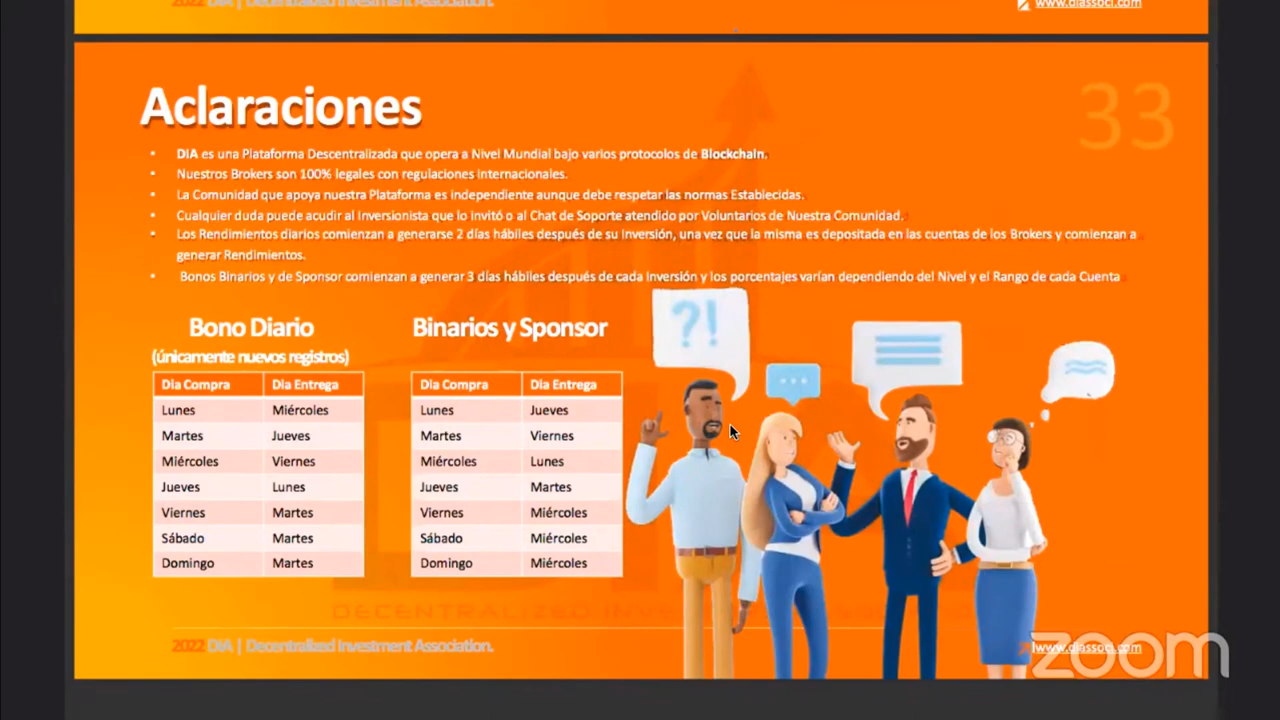 2022 DIA | Decentralized Investment Association.
www.diassoci.com
Aclaraciones
33
▪ DIA es una Plataforma Descentralizada que opera a Nivel Mundial bajo varios protocolos de Blockchain.
▪ Nuestros Brokers son 100% legales con regulaciones Internacionales.
▪ La Comunidad que apoya nuestra Plataforma es independiente aunque debe respetar las normas Establecidas.
▪ Cualquier duda puede acudir al Inversionista que lo invitó o al Chat de Soporte atendido por Voluntarios de Nuestra Comunidad.
▪ Los Rendimientos diarios comienzan a generarse 2 días hábiles después de su Inversión, una vez que la misma es depositada en las cuentas de los Brokers y comienzan a
generar Rendimientos.
▪ Bonos Binarios y de Sponsor comienzan a generar 3 días hábiles después de cada Inversión y los porcentajes varían dependiendo del Nivel y el Rango de cada Cuenta
Bono Diario
(únicamente nuevos registros)
Dia Compra Dia Entrega
Lunes Miércoles
Martes Jueves
Miércoles Viernes
Jueves Lunes
Viernes Martes
Sábado Martes
Domingo Martes
Binarios y Sponsor
Dia Compra Dia Entrega
Lunes Jueves
Martes Viernes
Miércoles Lunes
Jueves Martes
Viernes Miércoles
Sábado Miércoles
Domingo Miércoles
?!
DECENTRALIZED
2022 DIA | Decentralized Investment Association.
www.diassoci.com
zoom